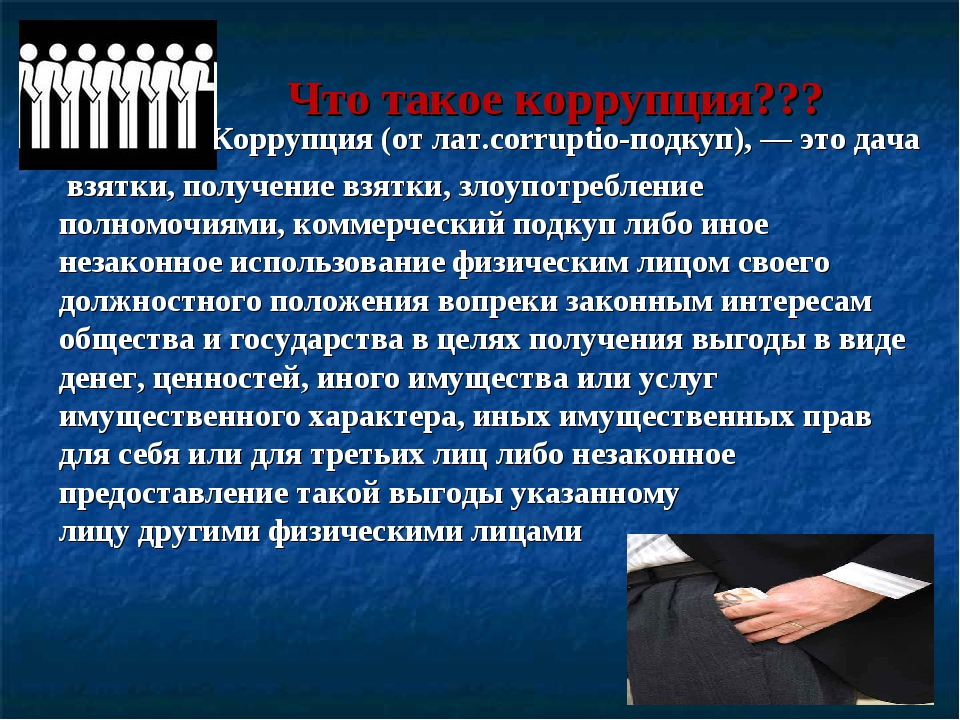 Что такое коррупция???
Коррупция (от лат.corruptio-подкуп), — это дача
взятки, получение взятки, злоупотребление
полномочиями, коммерческий подкуп либо иное
незаконное использование физическим лицом своего
должностного положения вопреки законным интересам
общества и государства в целях получения выгоды в виде
денег, ценностей, иного имущества или услуг
имущественного характера, иных имущественных прав
для себя или для третьих лиц либо незаконное
предоставление такой выгоды указанному
лицу другими физическими лицами